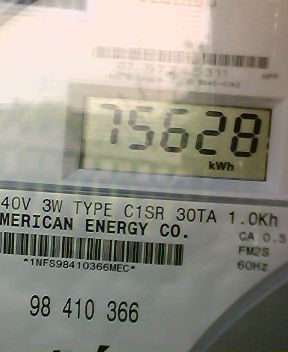 75628
kWh
40V 3W TYPE C1SR 30TA 1.0Kh
MERICAN ENERGY CO.
CA 0.5
*1NFS98410366MEC*
FM2S
60Hz
98 410 366